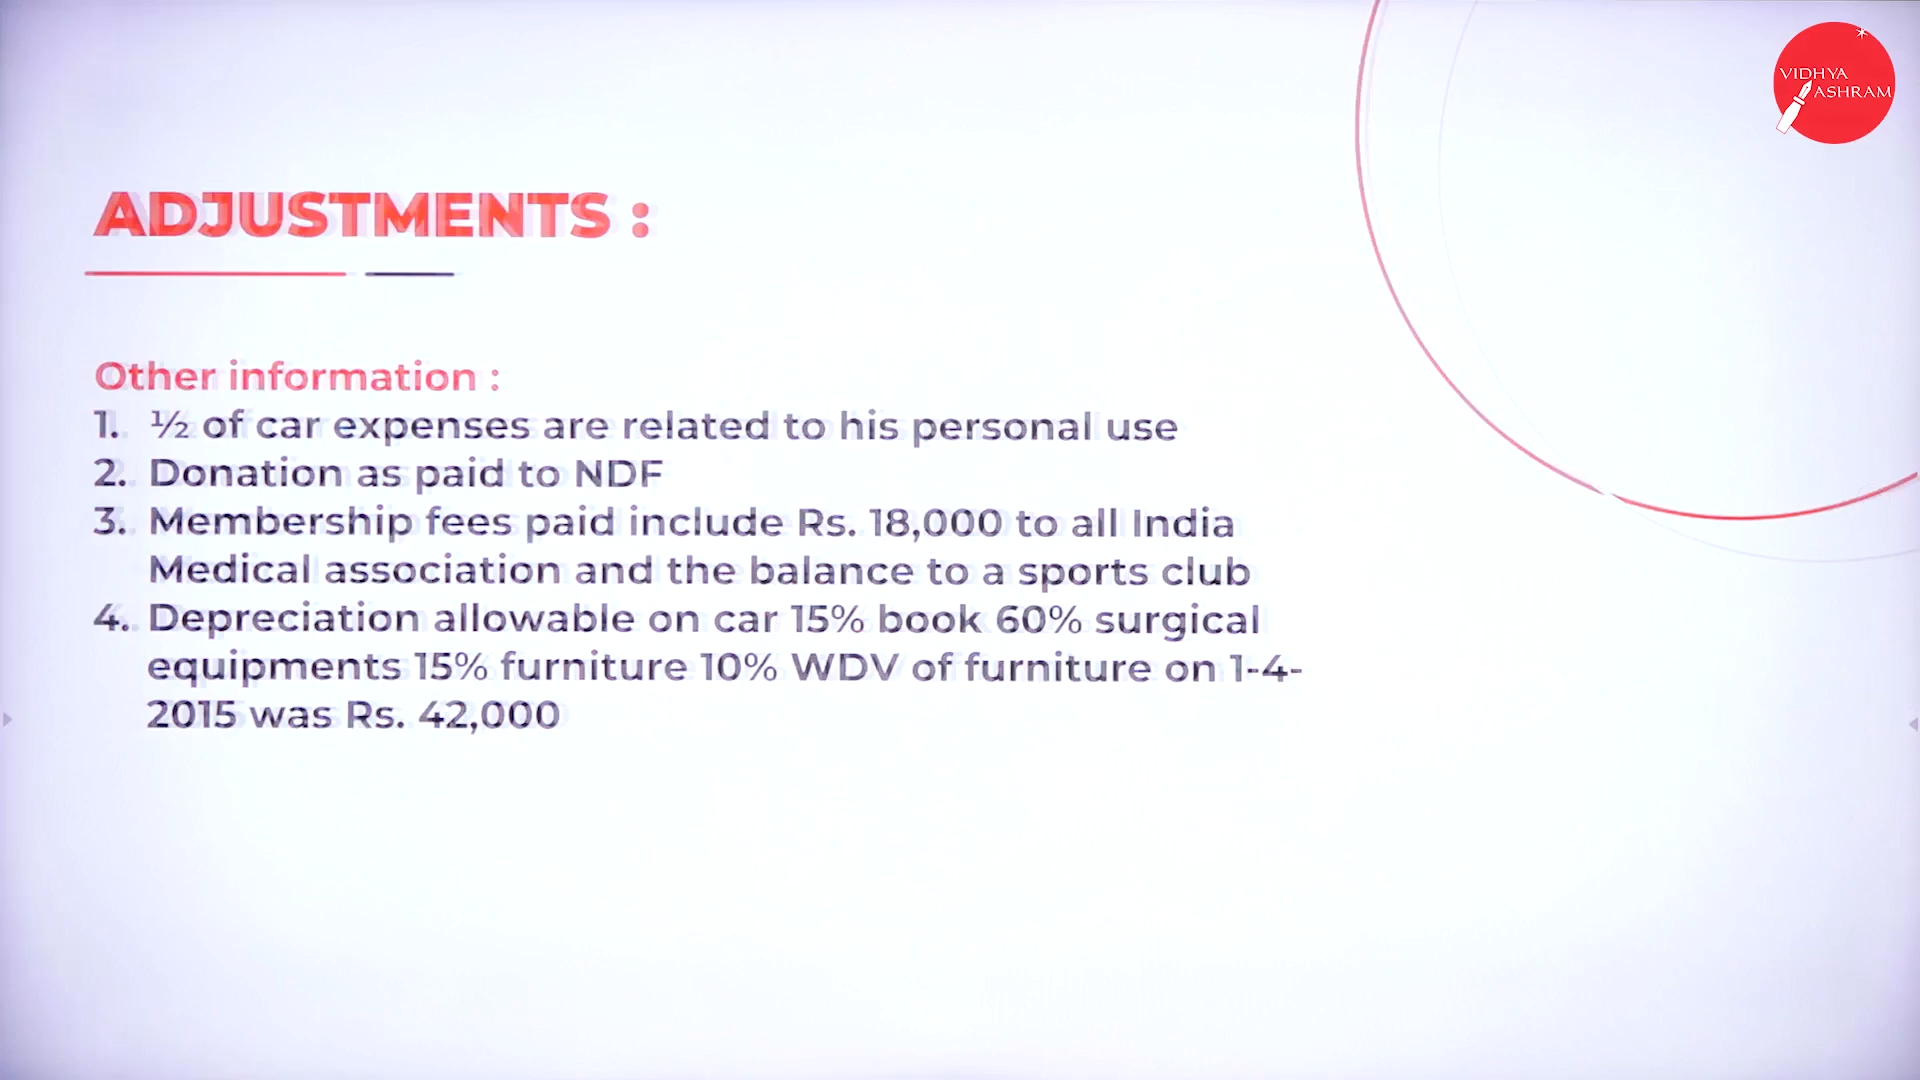 VIDHYA
ASHRAM
ADJUSTMENTS :
Other information :
1. ½ of car expenses are related to his personal use
2. Donation as paid to NDF
3. Membership fees paid include Rs. 18,000 to all India
Medical association and the balance to a sports club
4. Depreciation allowable on car 15% book 60% surgical
equipments 15% furniture 10% WDV of furniture on 1-4-
2015 was Rs. 42,000